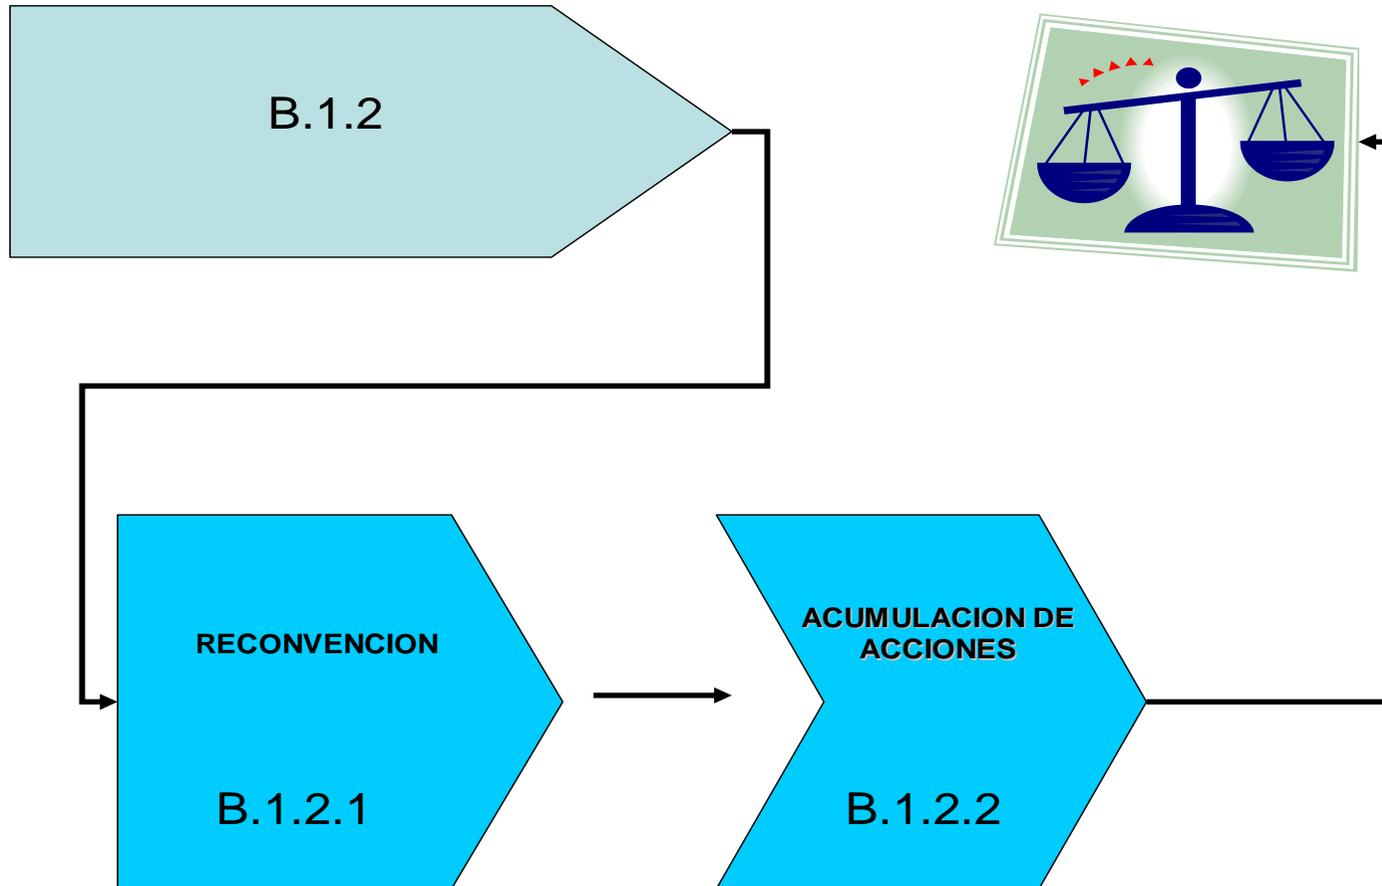 B.1.2
RECONVENCION
B.1.2.1
ACUMULACION DE
ACCIONES
B.1.2.2